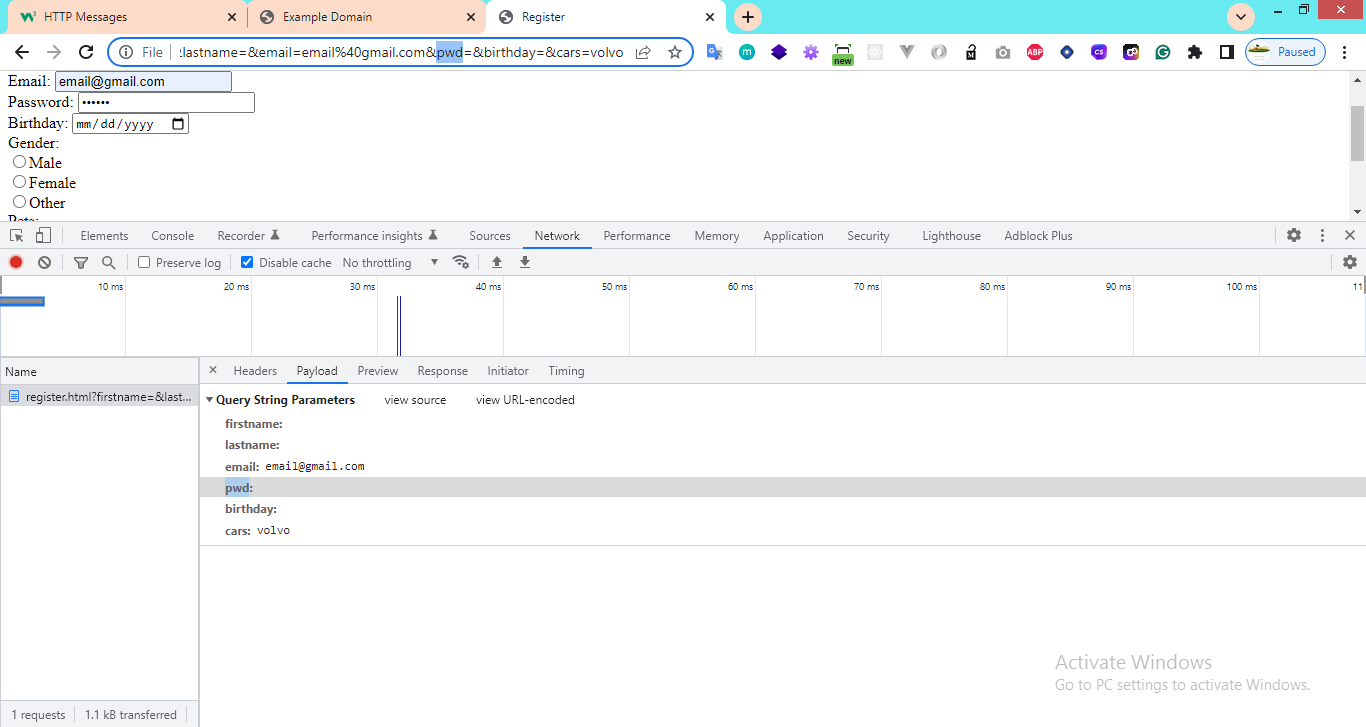 HTTP Messages
Example Domain
Register
File
:lastname=&email=email%40gmail.com&pwd=&birthday=&cars=volvo
new
ABP
CS
Paused
Email: email@gmail.com
Password: ••••••
Birthday: mm/dd/yyyy
Gender:
Male
Female
Other
Pets:
Elements Console Recorder Performance insights Sources Network Performance Memory Application Security Lighthouse Adblock Plus
Preserve log Disable cache No throttling
10 ms 20 ms 30 ms 40 ms 50 ms 60 ms 70 ms 80 ms 90 ms 100 ms 11
Name
Headers Payload Preview Response Initiator Timing
register.html?firstname=&last...
Query String Parameters view source view URL-encoded
firstname:
lastname:
email: email@gmail.com
pwd:
birthday:
cars: volvo
Activate Windows
Go to PC settings to activate Windows.
1 requests 1.1 kB transferred